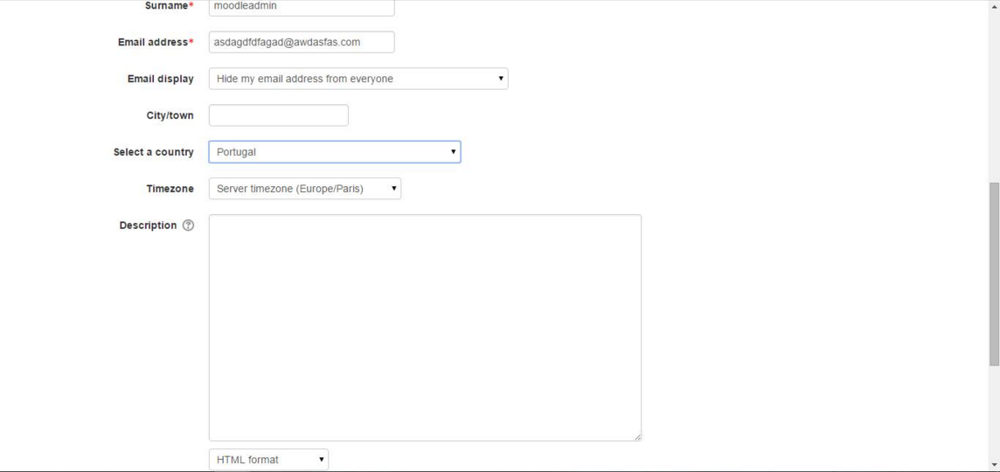 Surname* moodleadmin
Email address* asdagdfdfagad@awdasfas.com
Email display Hide my email address from everyone
City/town
Select a country Portugal
Timezone Server timezone (Europe/Paris)
Description ?
HTML format